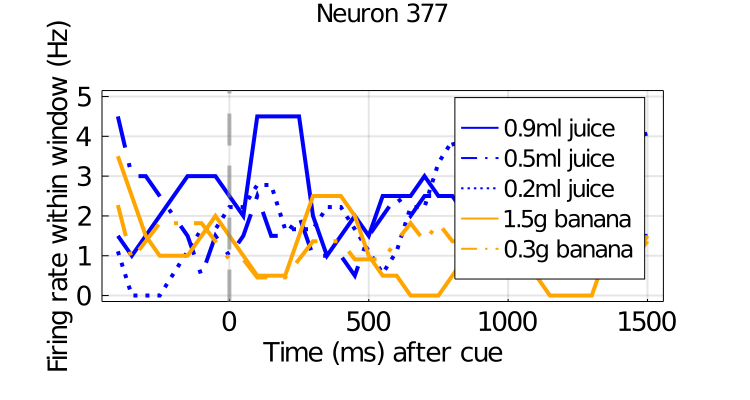 Neuron 377
Firing rate within window (Hz)
5
4
3
2
1
0
0.9ml juice
0.5ml juice
0.2ml juice
1.5g banana
0.3g banana
0 500 1000 1500
Time (ms) after cue